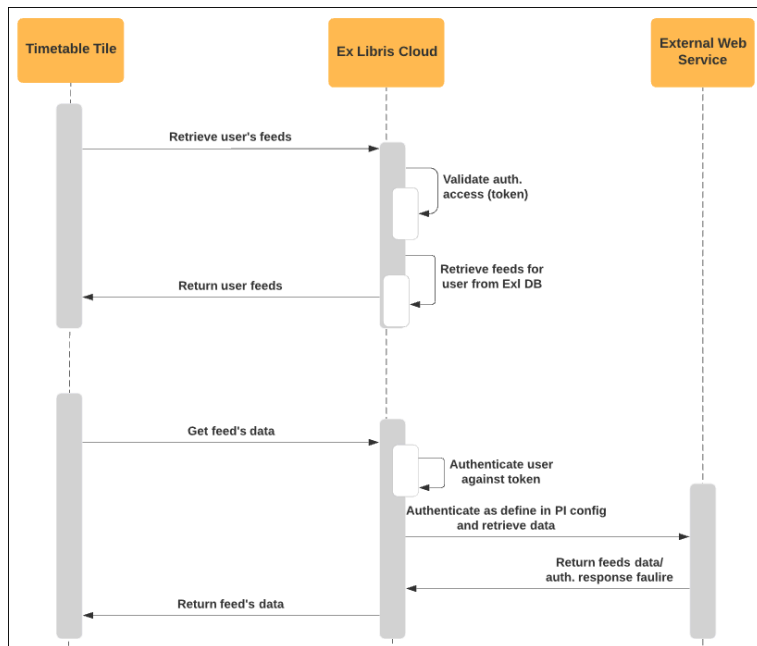 Timetable Tile
Ex Libris Cloud
External Web
Service
Retrieve user's feeds
Validate auth.
access (token)
Retrieve feeds for
user from Exl DB
Return user feeds
Get feed's data
Authenticate user
against token
Authenticate as define in PI config
and retrieve data
Return feeds data/
auth. response faulire
Return feed's data